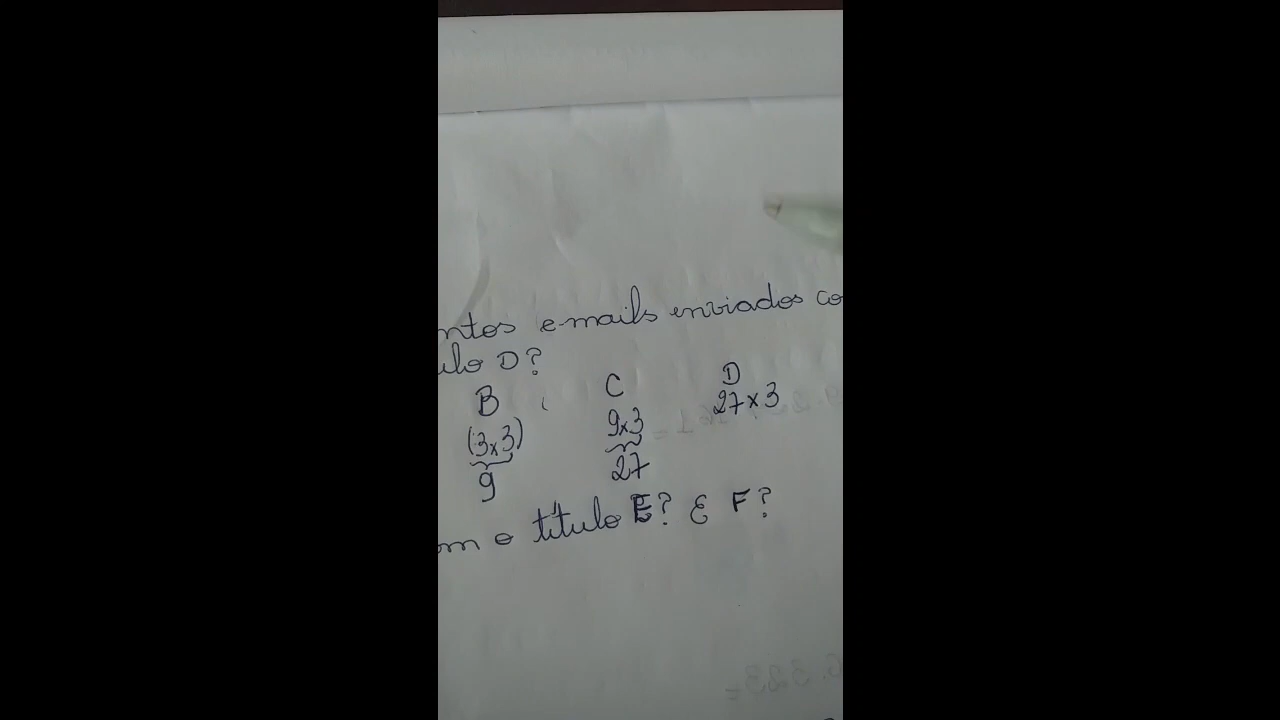 ntos e-mails enviados co
ulo D?
B C D
(3x3) 9x3 27x3
9 27
om o título E? E F?